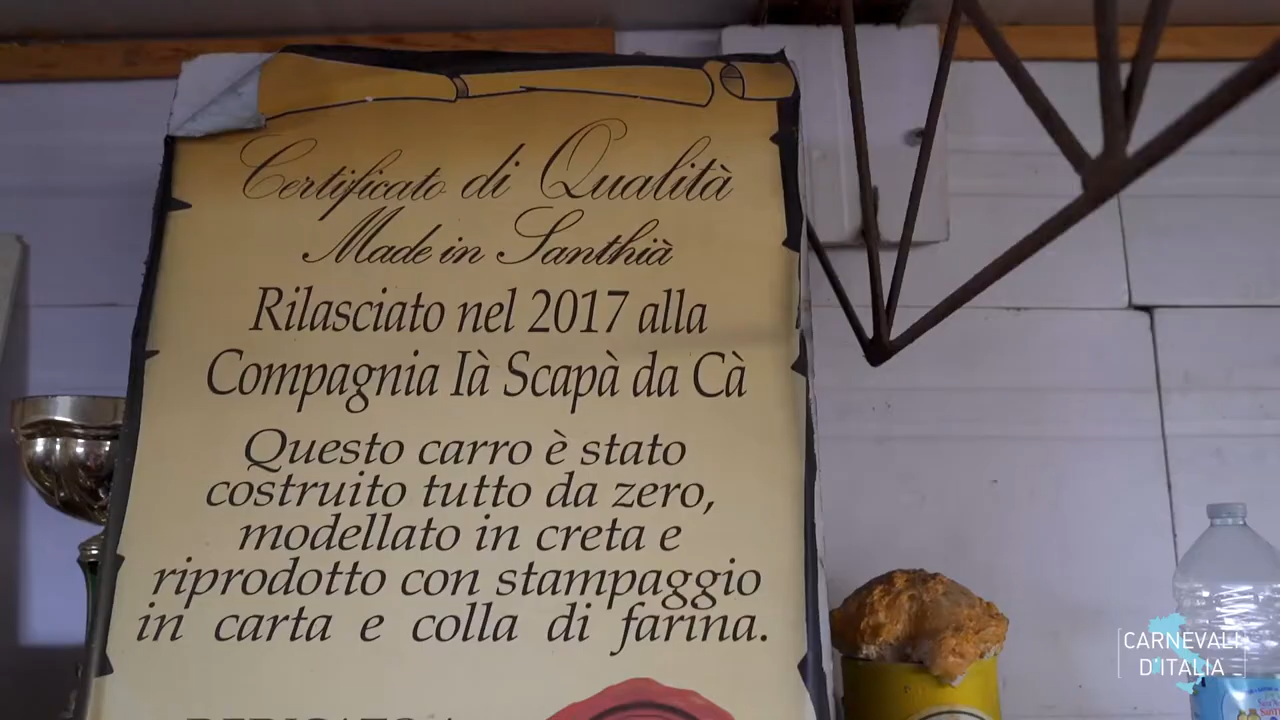 Certificato di Qualità
Made in Santhià
Rilasciato nel 2017 alla
Compagnia Ià Scapà da Cà
Questo carro è stato
costruito tutto da zero,
modellato in creta e
riprodotto con stampaggio
in carta e colla di farina.
CARNEVALI
D'ITALIA